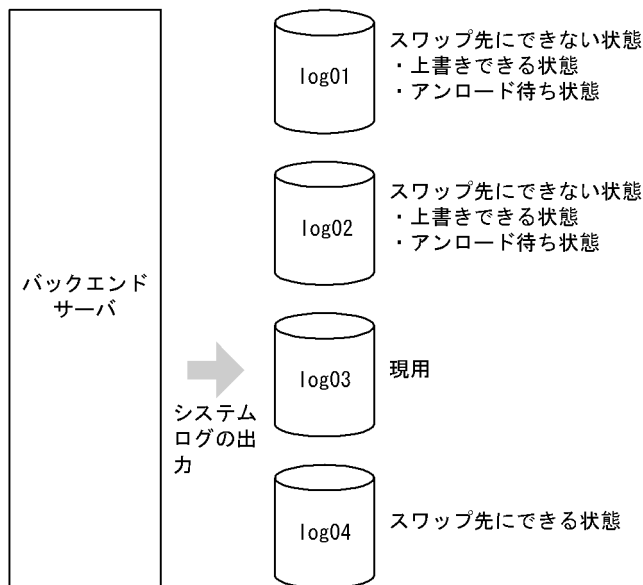 バックエンド
サーバ
システム
ログの出
力
log01
スワップ先にできない状態
・上書きできる状態
・アンロード待ち状態
log02
スワップ先にできない状態
・上書きできる状態
・アンロード待ち状態
log03
現用
log04
スワップ先にできる状態